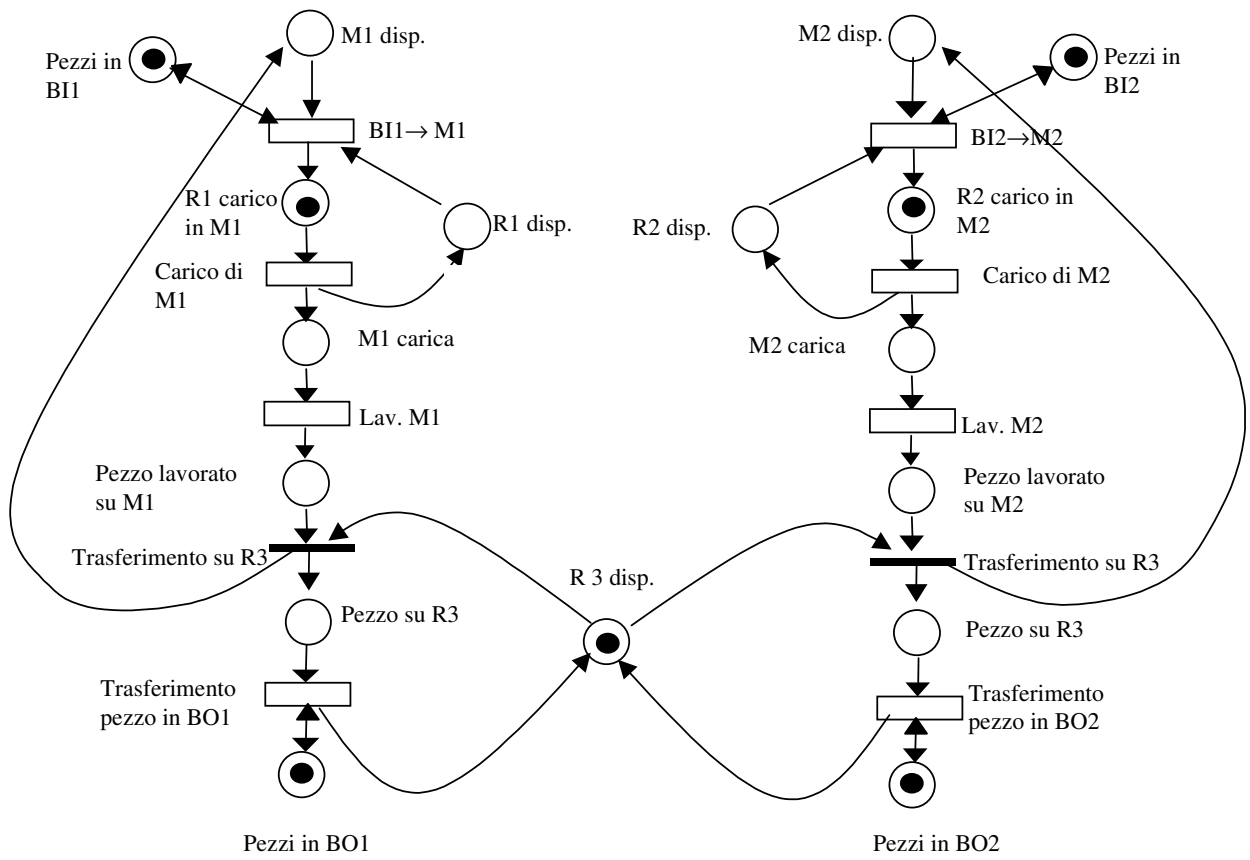 M1 disp.
M2 disp.
Pezzi in
BI1
Pezzi in
BI2
BI1→ M1
BI2→M2
R1 carico
in M1
R1 disp.
R2 disp.
R2 carico in
M2
Carico di
M1
Carico di M2
M1 carica
M2 carica
Lav. M1
Lav. M2
Pezzo lavorato
su M1
Pezzo lavorato
su M2
Trasferimento su R3
R 3 disp.
Trasferimento su R3
Pezzo su R3
Pezzo su R3
Trasferimento
pezzo in BO1
Trasferimento
pezzo in BO2
Pezzi in BO1
Pezzi in BO2